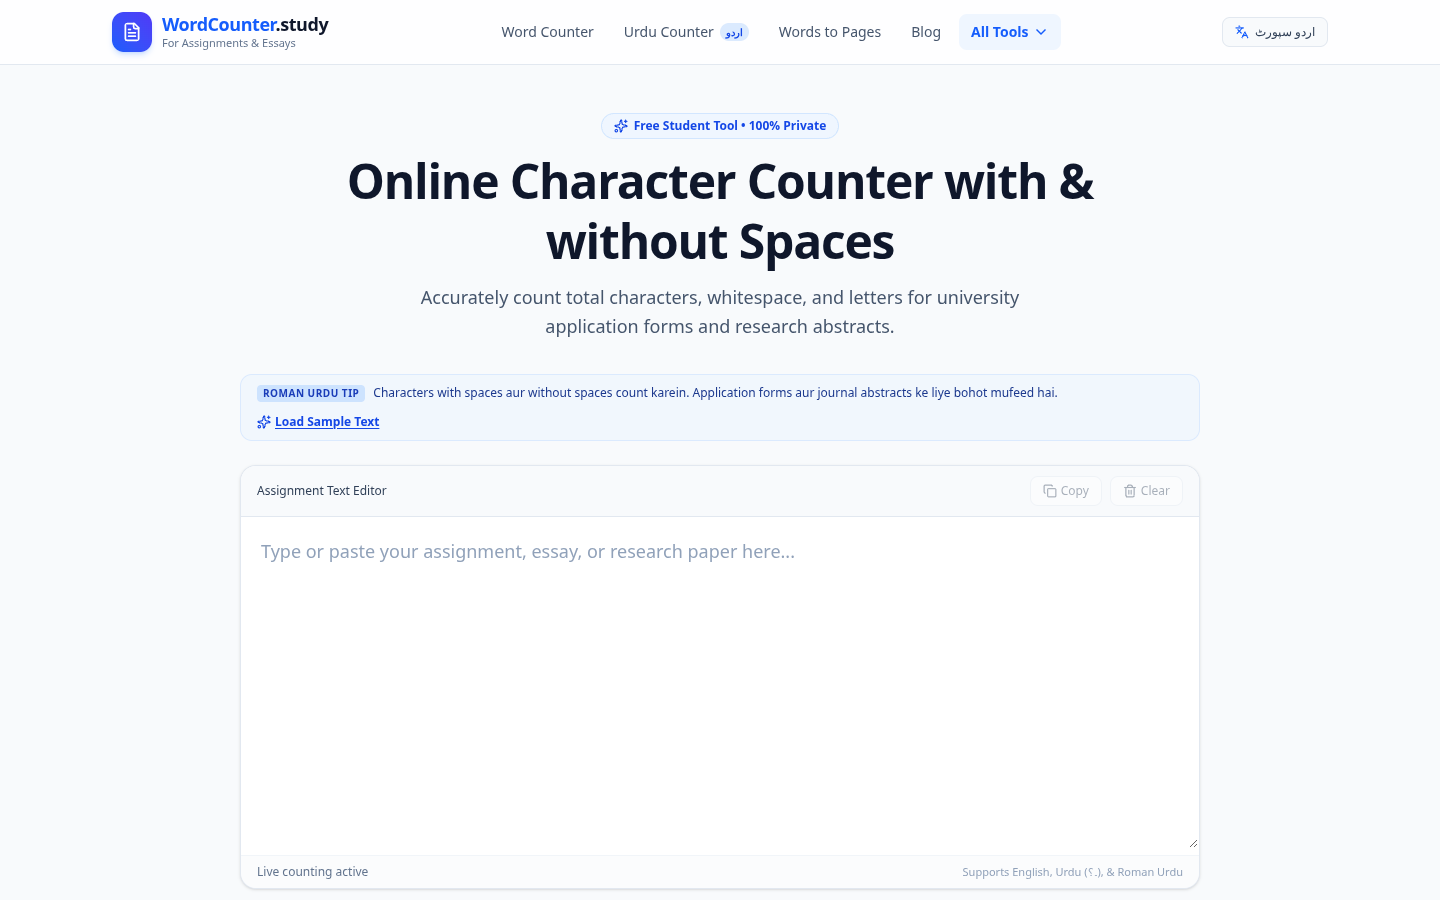 WordCounter.study
For Assignments & Essays
Word Counter
Urdu Counter اردو
Words to Pages
Blog
All Tools
اردو سپورٹ
Free Student Tool • 100% Private
Online Character Counter with &
without Spaces
Accurately count total characters, whitespace, and letters for university
application forms and research abstracts.
ROMAN URDU TIP Characters with spaces aur without spaces count karein. Application forms aur journal abstracts ke liye bohot mufeed hai.
Load Sample Text
Assignment Text Editor
Copy
Clear
Type or paste your assignment, essay, or research paper here...
Live counting active
Supports English, Urdu (؟.), & Roman Urdu